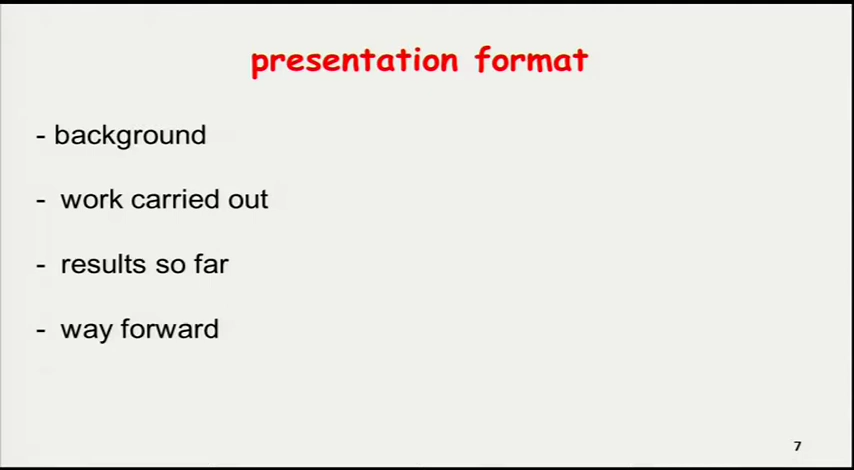 presentation format
- background
- work carried out
- results so far
- way forward
7